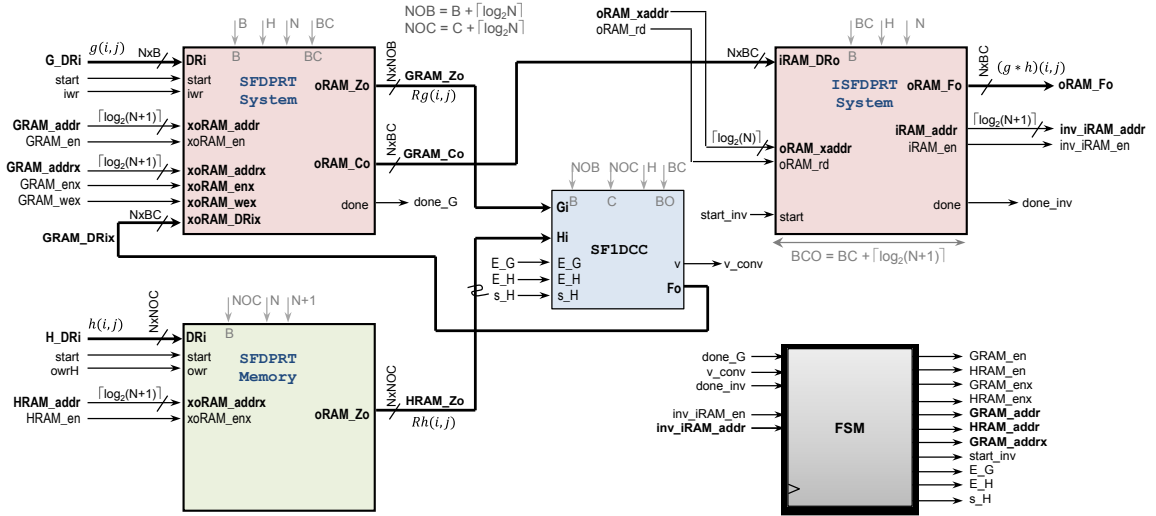 NOB = B + ⌈log₂N⌉
NOC = C + ⌈log₂N⌉
B H N BC
B BC
g(i,j)
NxB
G_DRi
start
iwr
GRAM_addr
⌈log₂(N+1)⌉
GRAM_en
GRAM_addrx
⌈log₂(N+1)⌉
GRAM_enx
GRAM_wex
NxBC
GRAM_DRix
DRi
start
iwr
xoRAM_addr
xoRAM_en
xoRAM_addrx
xoRAM_enx
xoRAM_wex
xoRAM_DRix
SFDPRT
System
oRAM_Zo
oRAM_Co
done
NxNOB
GRAM_Zo
Rg(i,j)
NxBC
GRAM_Co
done_G
NOB NOC H BC
B C BO
Gi
Hi
SF1DCC
E_G
E_H
s_H
E_G
E_H
s_H
v
Fo
v_conv
oRAM_xaddr
oRAM_rd
NxBC
⌈log₂(N)⌉
start_inv
BC H N
B
iRAM_DRo
ISFDPRT
System
oRAM_Fo
iRAM_addr
iRAM_en
oRAM_xaddr
oRAM_rd
start
done
NxBC
(g * h)(i,j)
oRAM_Fo
⌈log₂(N+1)⌉
inv_iRAM_addr
inv_iRAM_en
done_inv
BCO = BC + ⌈log₂(N+1)⌉
NOC N N+1
B
h(i,j)
NxNOC
H_DRi
start
owrH
HRAM_addr
⌈log₂(N+1)⌉
HRAM_en
DRi
start
owr
xoRAM_addrx
xoRAM_enx
SFDPRT
Memory
oRAM_Zo
NxNOC
HRAM_Zo
Rh(i,j)
done_G
v_conv
done_inv
inv_iRAM_en
inv_iRAM_addr
FSM
GRAM_en
HRAM_en
GRAM_enx
HRAM_enx
GRAM_addr
HRAM_addr
GRAM_addrx
start_inv
E_G
E_H
s_H